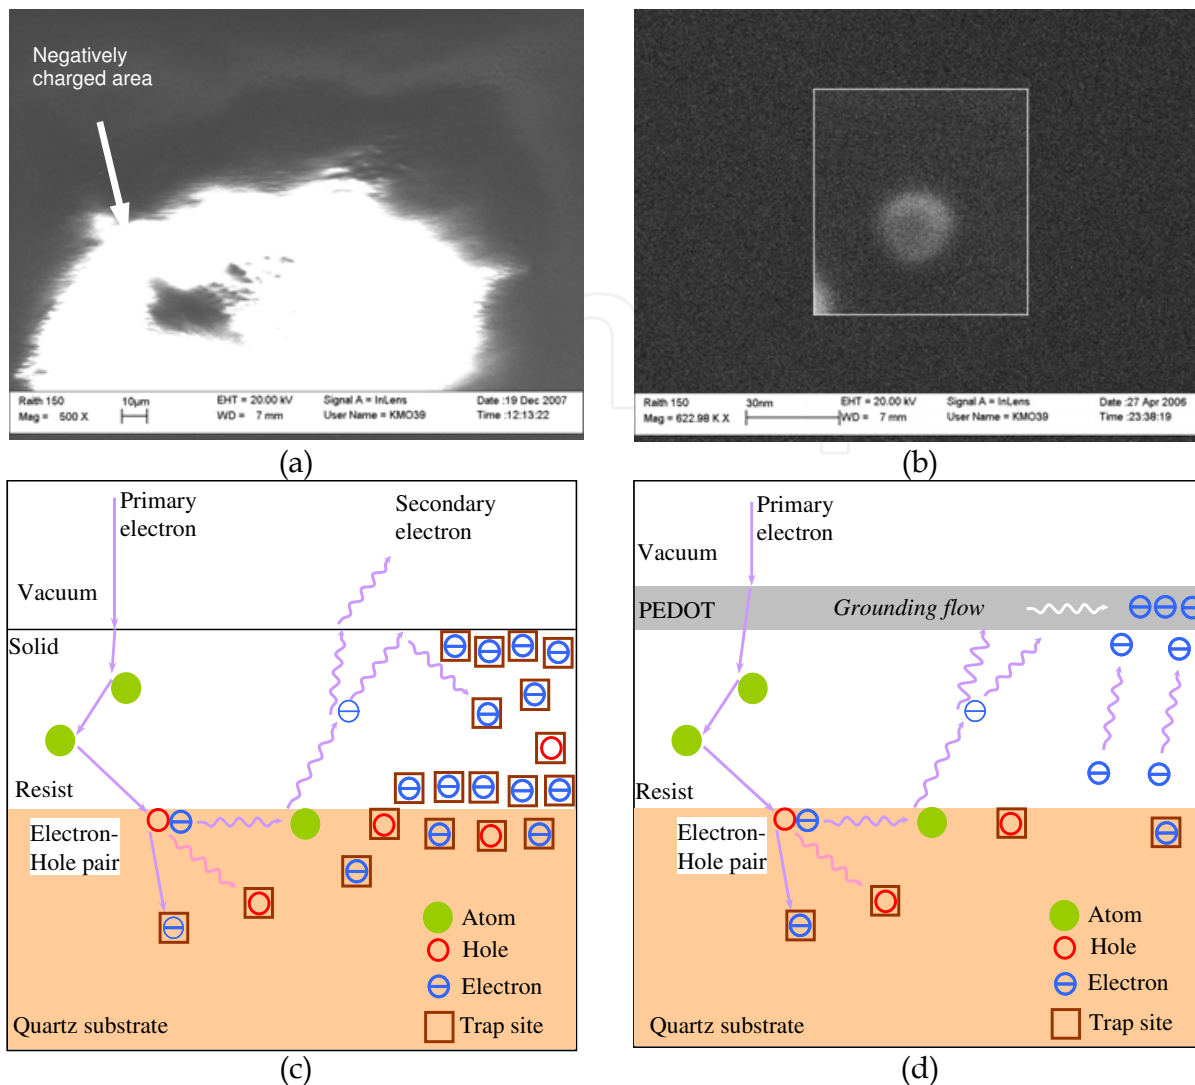 Negatively
charged area
Raith 150
Mag = 500 X
10µm
EHT = 20.00 kV
WD = 7 mm
Signal A = InLens
User Name = KMO39
Date :19 Dec 2007
Time :12:13:22
(a)
Raith 150
Mag = 622.98 K X
30nm
EHT = 20.00 kV
WD = 7 mm
Signal A = InLens
User Name = KMO39
Date :27 Apr 2006
Time :23:38:19
(b)
Primary
electron
Secondary
electron
Vacuum
Solid
Resist
Electron-
Hole pair
Atom
Hole
Electron
Trap site
Quartz substrate
(c)
Primary
electron
Vacuum
PEDOT
Grounding flow
Resist
Electron-
Hole pair
Atom
Hole
Electron
Trap site
Quartz substrate
(d)